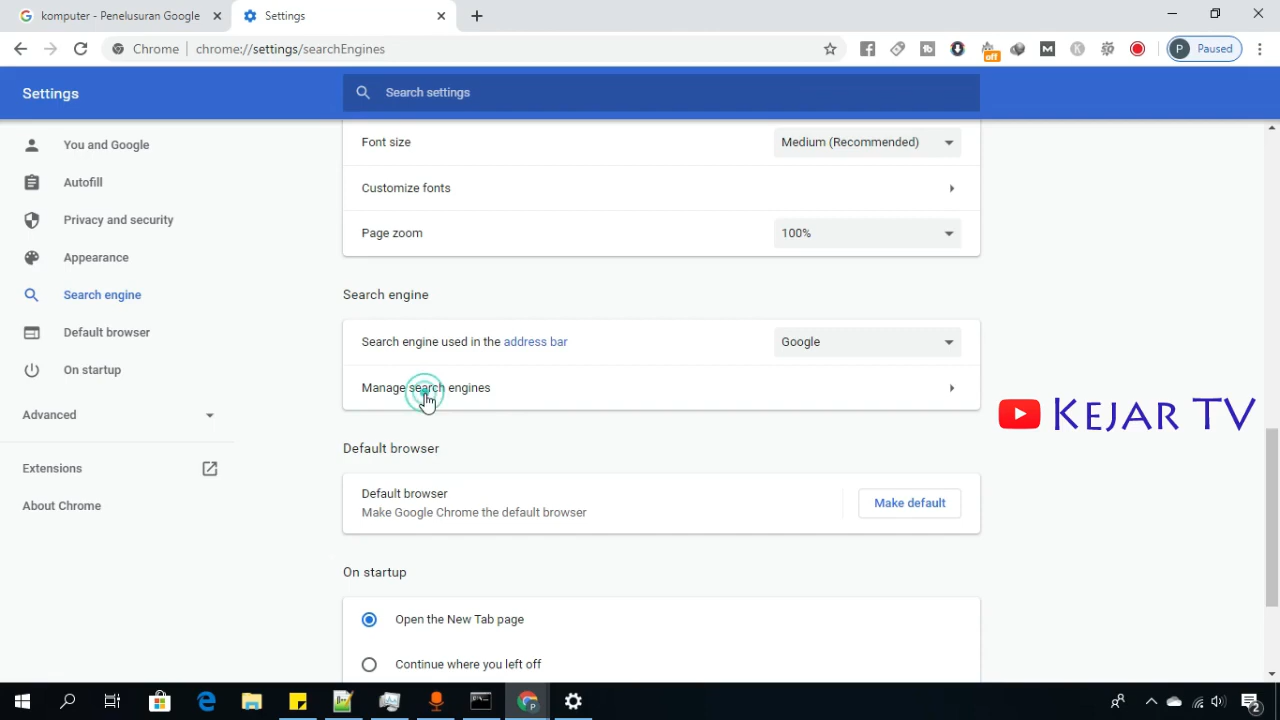 komputer - Penelusuran Google
Settings
Paused
Chrome
chrome://settings/searchEngines
Settings
Search settings
You and Google
Autofill
Privacy and security
Appearance
Search engine
Default browser
On startup
Advanced
Extensions
About Chrome
Font size
Medium (Recommended)
Customize fonts
Page zoom
100%
Search engine
Search engine used in the address bar
Google
Manage search engines
KEJAR TV
Default browser
Default browser
Make Google Chrome the default browser
Make default
On startup
Open the New Tab page
Continue where you left off